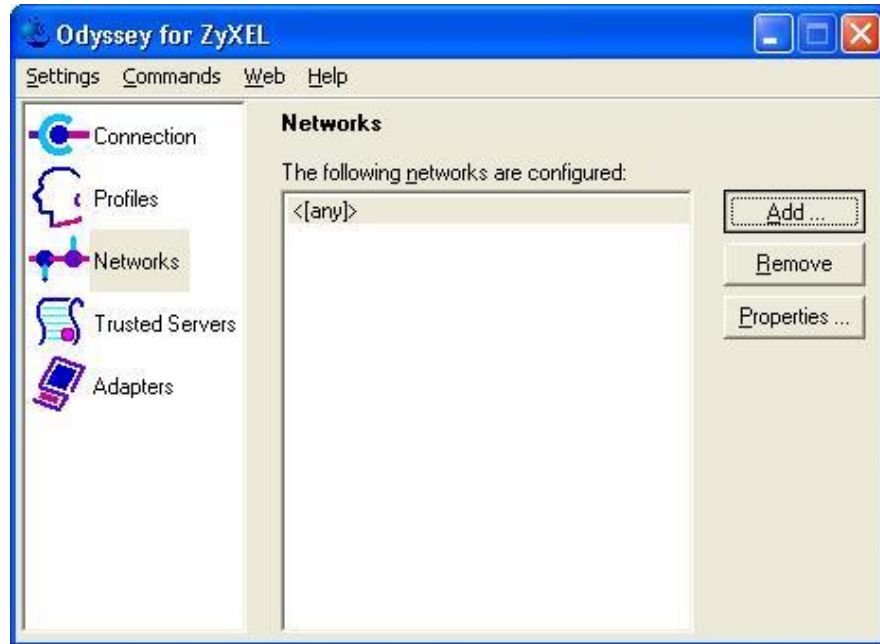 Odyssey for ZyXEL
Settings Commands Web Help
Connection
Profiles
Networks
Trusted Servers
Adapters
Networks
The following networks are configured:
<[any]>
Add ...
Remove
Properties ...